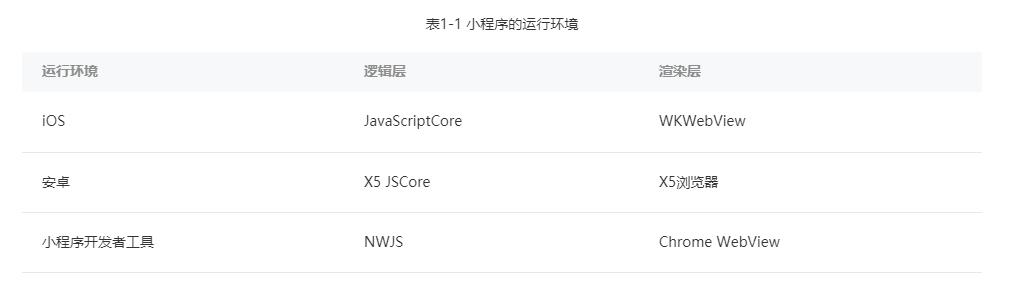 表1-1 小程序的运行环境
运行环境 逻辑层 渲染层
iOS JavaScriptCore WKWebView
安卓 X5 JSCore X5浏览器
小程序开发者工具 NWJS Chrome WebView